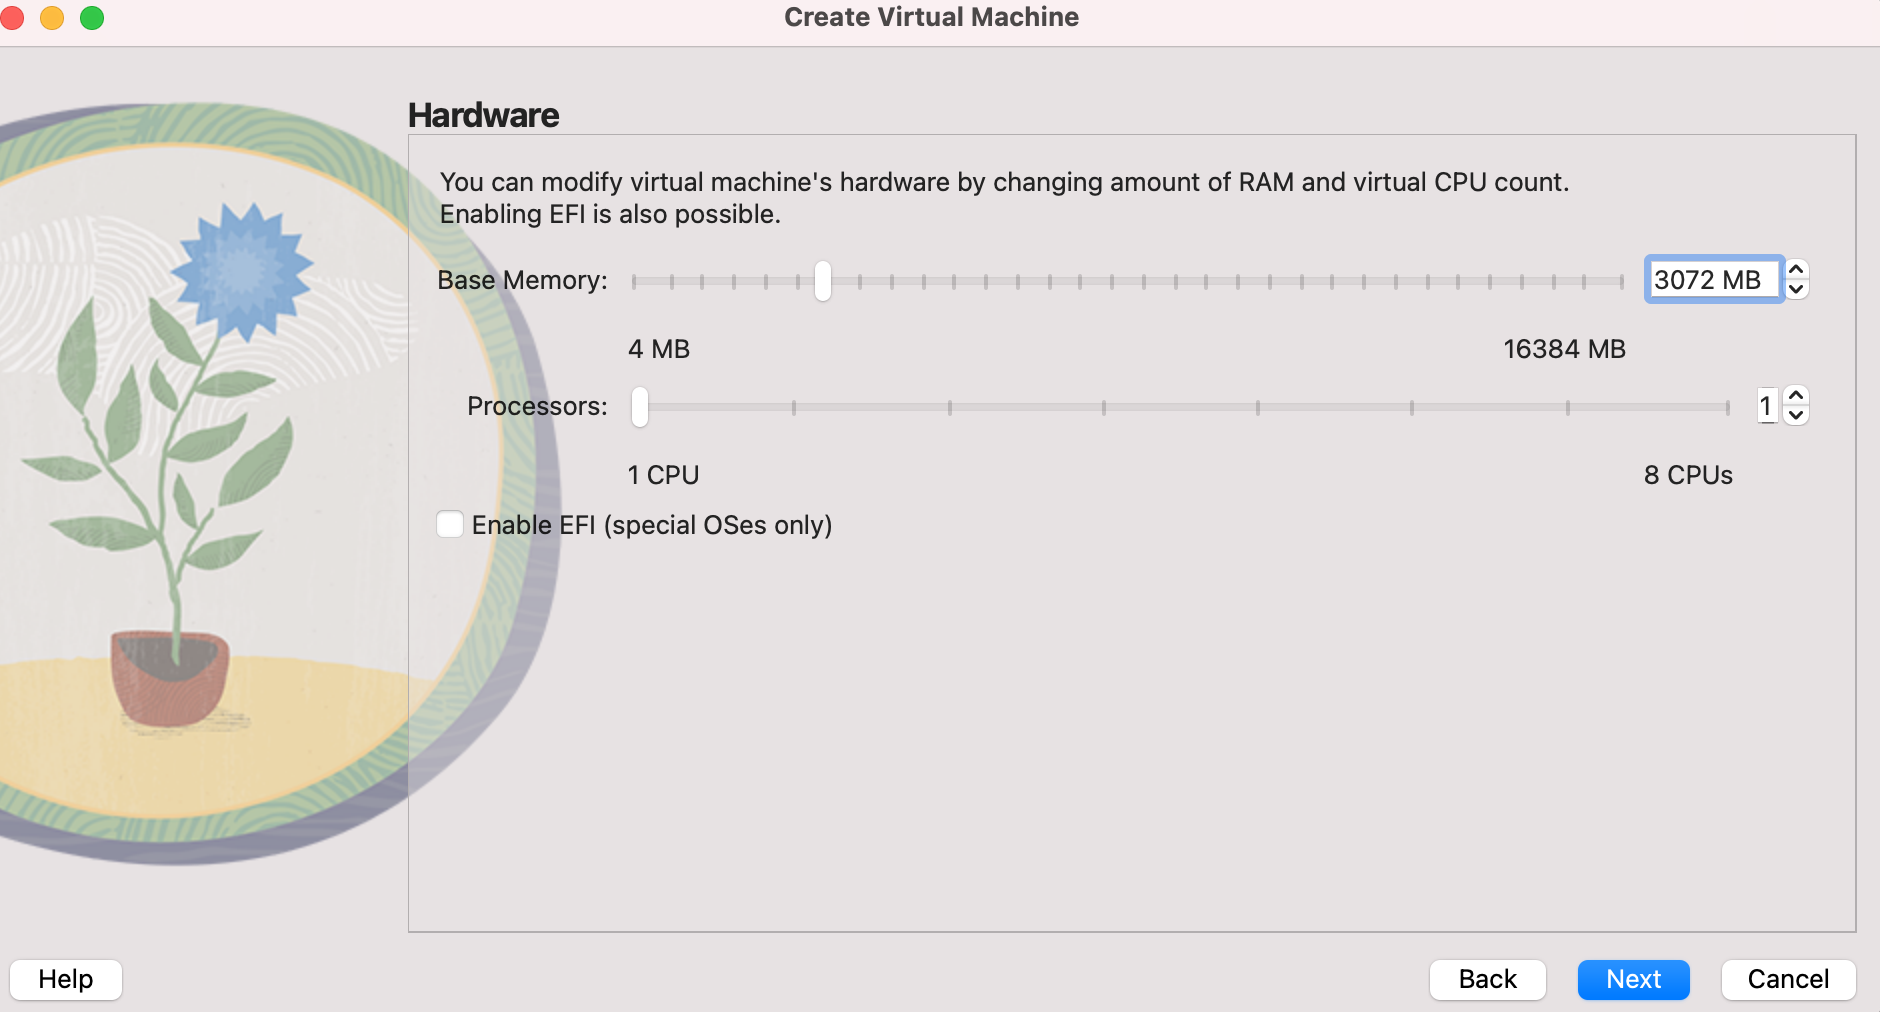 Create Virtual Machine
Hardware
You can modify virtual machine's hardware by changing amount of RAM and virtual CPU count.
Enabling EFI is also possible.
Base Memory: 3072 MB
4 MB 16384 MB
Processors: 1
1 CPU 8 CPUs
Enable EFI (special OSes only)
Help Back Next Cancel